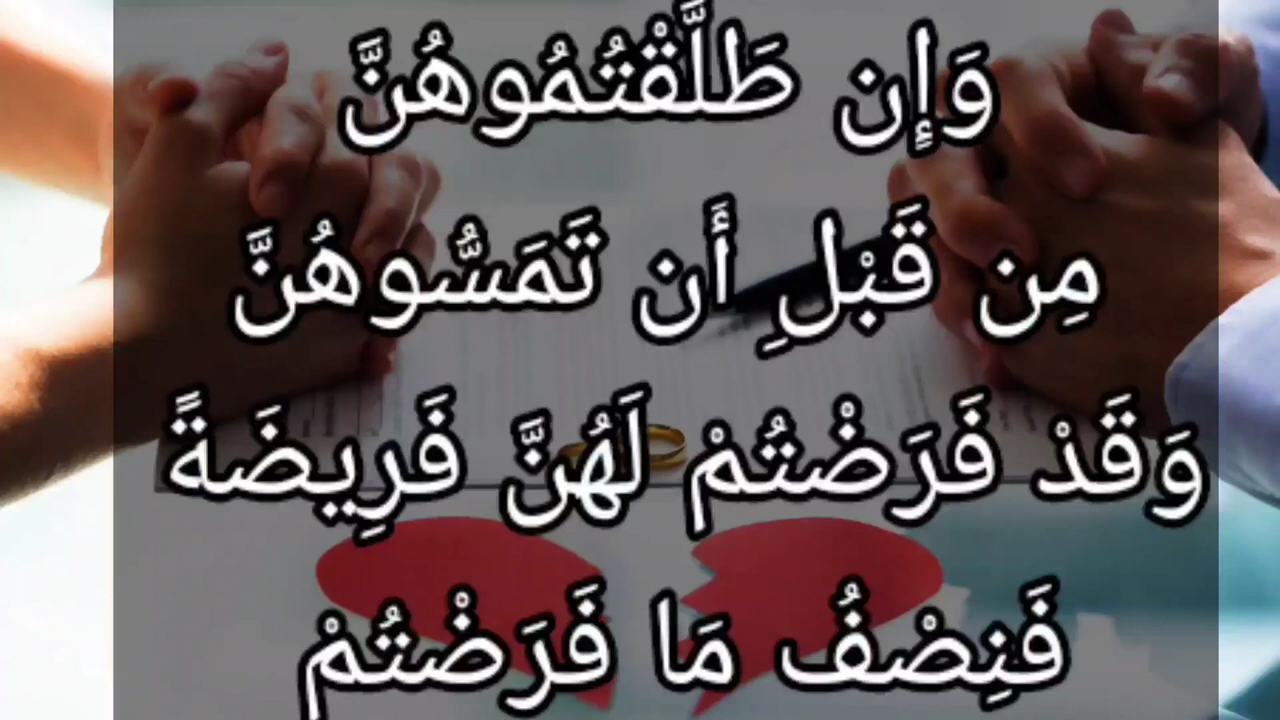 وَإِن طَلَّقْتُمُوهُنَّ
مِن قَبْلِ أَن تَمَسُّوهُنَّ
وَقَدْ فَرَضْتُمْ لَهُنَّ فَرِيضَةً
فَنِصْفُ مَا فَرَضْتُمْ